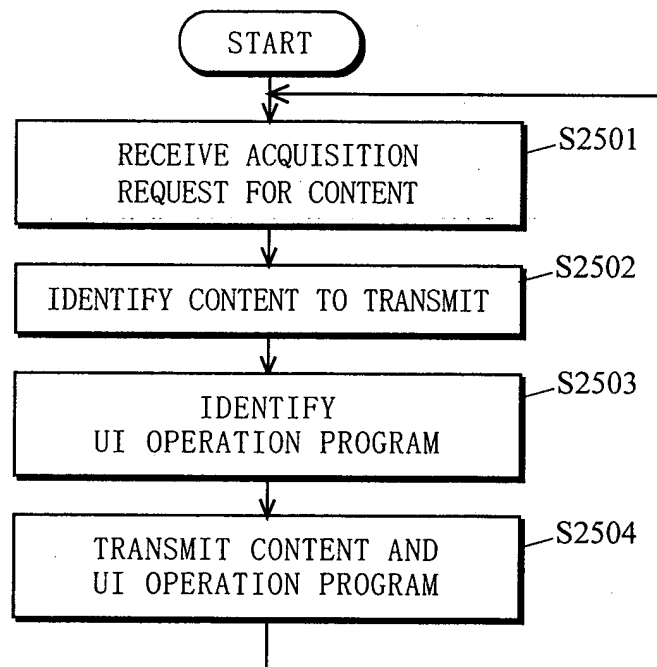 START
RECEIVE ACQUISITION
REQUEST FOR CONTENT
S2501
IDENTIFY CONTENT TO TRANSMIT
S2502
IDENTIFY
UI OPERATION PROGRAM
S2503
TRANSMIT CONTENT AND
UI OPERATION PROGRAM
S2504